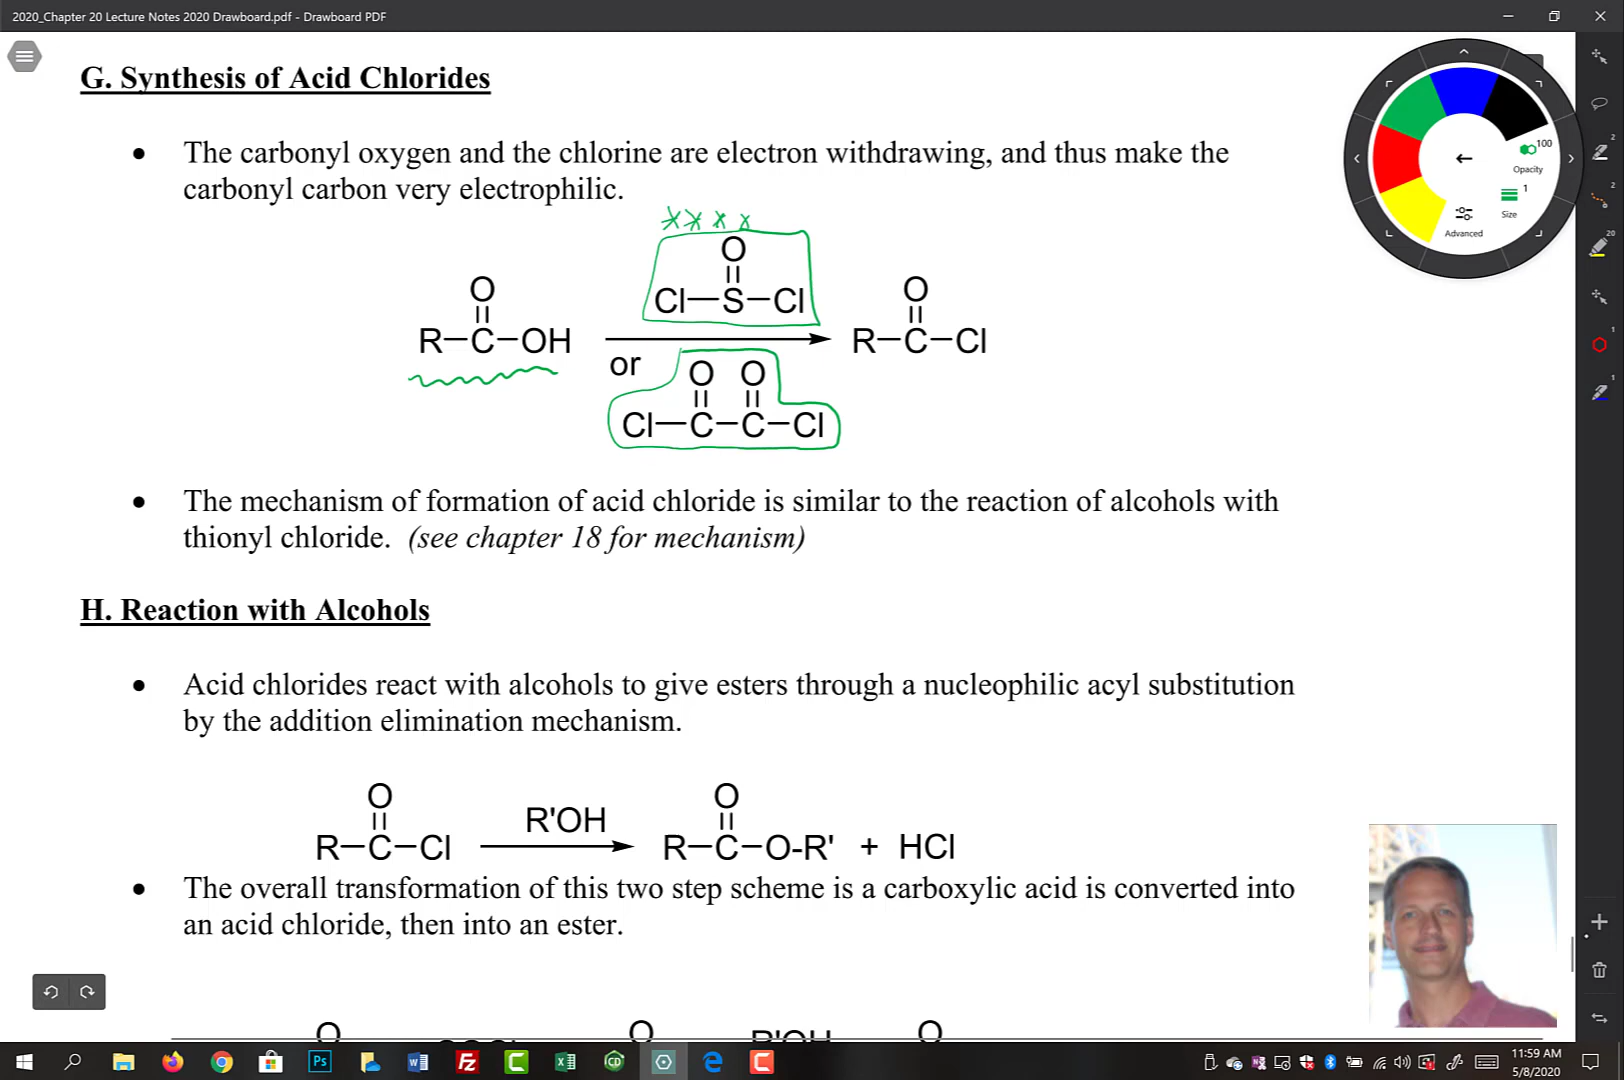 2020_Chapter 20 Lecture Notes 2020 Drawboard.pdf - Drawboard PDF
G. Synthesis of Acid Chlorides
• The carbonyl oxygen and the chlorine are electron withdrawing, and thus make the
carbonyl carbon very electrophilic.
100
Opacity
1
Size
Advanced
2
2
20
1
1
O
Cl—S—Cl
O
R—C—OH
O
R—C—Cl
or
O O
Cl—C—C—Cl
• The mechanism of formation of acid chloride is similar to the reaction of alcohols with
thionyl chloride. (see chapter 18 for mechanism)
H. Reaction with Alcohols
• Acid chlorides react with alcohols to give esters through a nucleophilic acyl substitution
by the addition elimination mechanism.
O
R—C—Cl
R'OH
O
R—C—O-R' + HCl
• The overall transformation of this two step scheme is a carboxylic acid is converted into
an acid chloride, then into an ester.
O O R'OH O
11:59 AM
5/8/2020